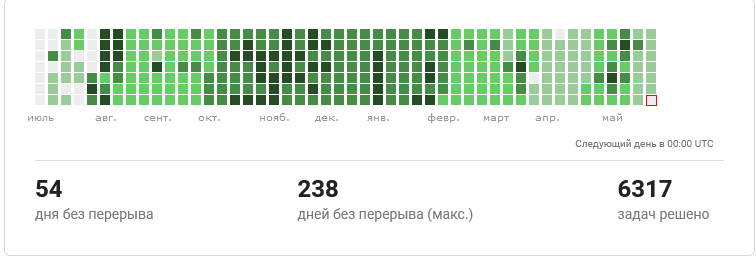 июль авг. сент. окт. нояб. дек. янв. февр. март апр. май
Следующий день в 00:00 UTC
54 238 6317
дня без перерыва дней без перерыва (макс.) задач решено